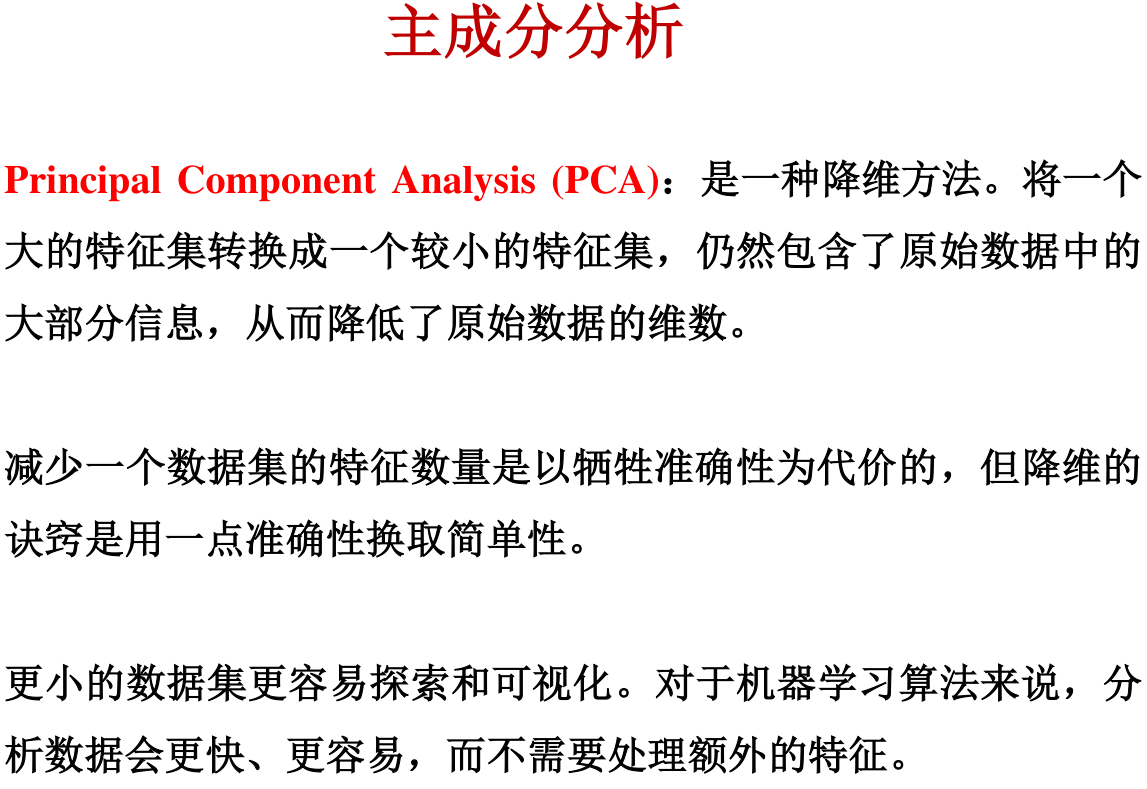 主成分分析
Principal Component Analysis (PCA)：是一种降维方法。将一个
大的特征集转换成一个较小的特征集，仍然包含了原始数据中的
大部分信息，从而降低了原始数据的维数。
减少一个数据集的特征数量是以牺牲准确性为代价的，但降维的
诀窍是用一点准确性换取简单性。
更小的数据集更容易探索和可视化。对于机器学习算法来说，分
析数据会更快、更容易，而不需要处理额外的特征。